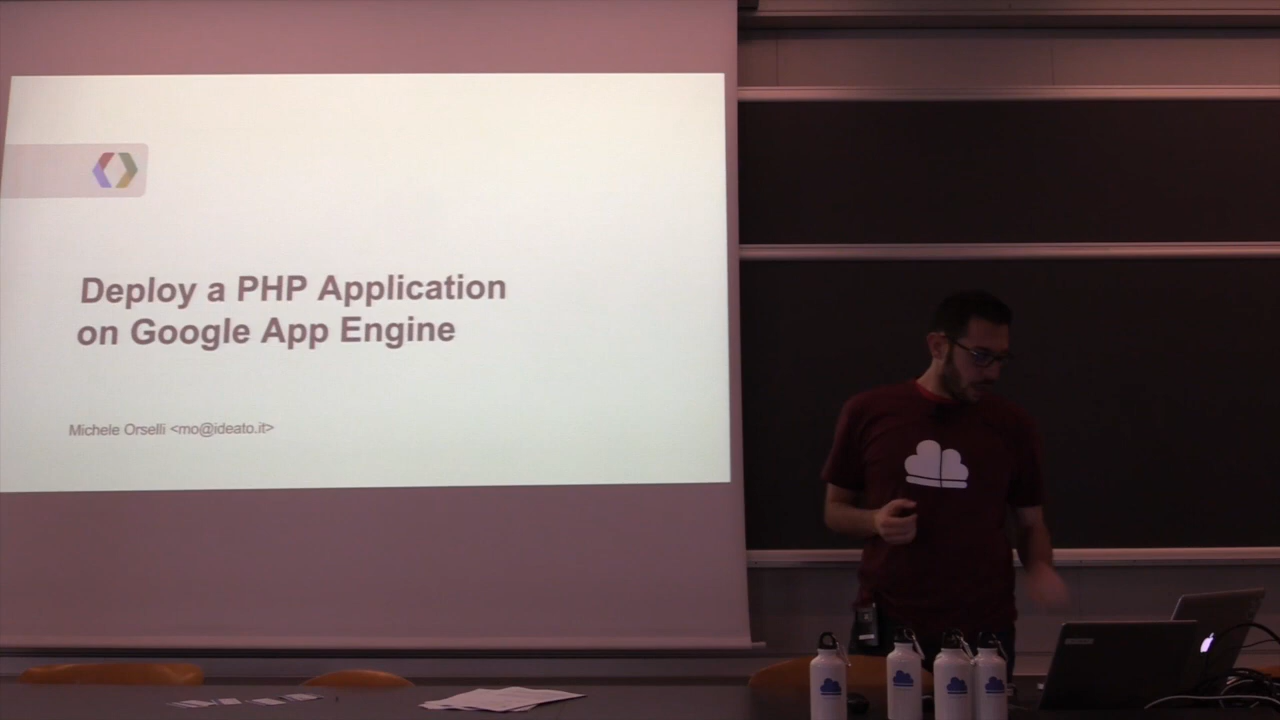 Deploy a PHP Application
on Google App Engine
Michele Orselli <mo@ideato.it>